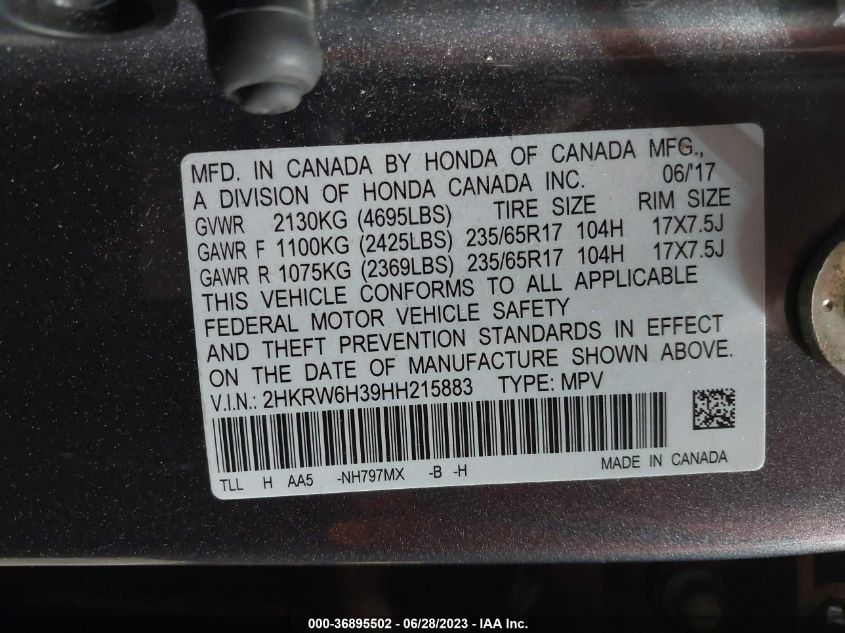 MFD. IN CANADA BY HONDA OF CANADA MFG.,
A DIVISION OF HONDA CANADA INC. 06/'17
GVWR 2130KG (4695LBS) TIRE SIZE RIM SIZE
GAWR F 1100KG (2425LBS) 235/65R17 104H 17X7.5J
GAWR R 1075KG (2369LBS) 235/65R17 104H 17X7.5J
THIS VEHICLE CONFORMS TO ALL APPLICABLE
FEDERAL MOTOR VEHICLE SAFETY
AND THEFT PREVENTION STANDARDS IN EFFECT
ON THE DATE OF MANUFACTURE SHOWN ABOVE.
V.I.N.: 2HKRW6H39HH215883 TYPE: MPV
TLL H AA5 -NH797MX -B -H MADE IN CANADA
000-36895502 - 06/28/2023 - IAA Inc.